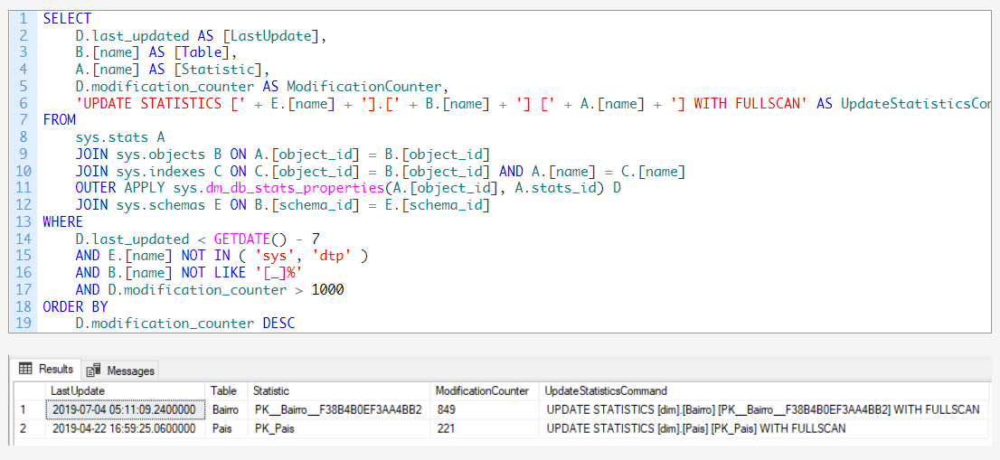 1 SELECT
2 D.last_updated AS [LastUpdate],
3 B.[name] AS [Table],
4 A.[name] AS [Statistic],
5 D.modification_counter AS ModificationCounter,
6 'UPDATE STATISTICS [' + E.[name] + '].[' + B.[name] + '] [' + A.[name] + '] WITH FULLSCAN' AS UpdateStatisticsCon
7 FROM
8 sys.stats A
9 JOIN sys.objects B ON A.[object_id] = B.[object_id]
10 JOIN sys.indexes C ON C.[object_id] = B.[object_id] AND A.[name] = C.[name]
11 OUTER APPLY sys.dm_db_stats_properties(A.[object_id], A.stats_id) D
12 JOIN sys.schemas E ON B.[schema_id] = E.[schema_id]
13 WHERE
14 D.last_updated < GETDATE() - 7
15 AND E.[name] NOT IN ( 'sys', 'dtp' )
16 AND B.[name] NOT LIKE '[_]%'
17 AND D.modification_counter > 1000
18 ORDER BY
19 D.modification_counter DESC
Results Messages
LastUpdate Table Statistic ModificationCounter UpdateStatisticsCommand
1 2019-07-04 05:11:09.2400000 Bairro PK__Bairro__F38B4B0EF3AA4BB2 849 UPDATE STATISTICS [dim].[Bairro] [PK__Bairro__F38B4B0EF3AA4BB2] WITH FULLSCAN
2 2019-04-22 16:59:25.0600000 Pais PK_Pais 221 UPDATE STATISTICS [dim].[Pais] [PK_Pais] WITH FULLSCAN